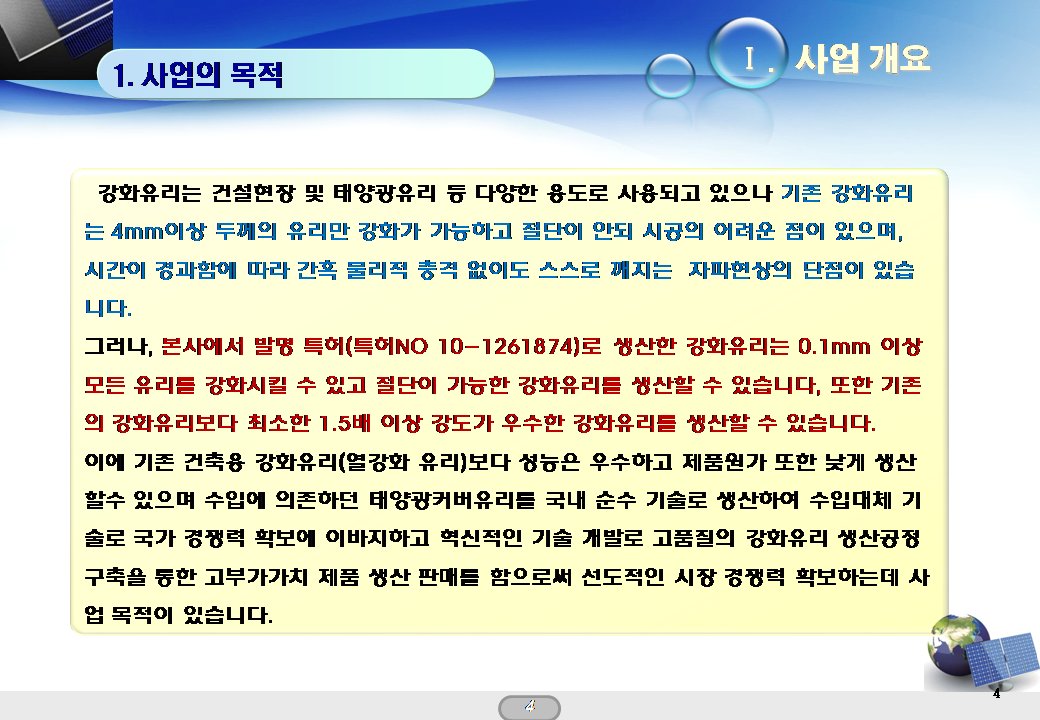 Ⅰ. 사업 개요
1. 사업의 목적
강화유리는 건설현장 및 태양광유리 등 다양한 용도로 사용되고 있으나 기존 강화유리
는 4mm이상 두께의 유리만 강화가 가능하고 절단이 안되 시공의 어려운 점이 있으며,
시간이 경과함에 따라 간혹 물리적 충격 없이도 스스로 깨지는 자파현상의 단점이 있습
니다.
그러나, 본사에서 발명 특허(특허NO 10-1261874)로 생산한 강화유리는 0.1mm 이상
모든 유리를 강화시킬 수 있고 절단이 가능한 강화유리를 생산할 수 있습니다, 또한 기존
의 강화유리보다 최소한 1.5배 이상 강도가 우수한 강화유리를 생산할 수 있습니다.
이에 기존 건축용 강화유리(열강화 유리)보다 성능은 우수하고 제품원가 또한 낮게 생산
할수 있으며 수입에 의존하던 태양광커버유리를 국내 순수 기술로 생산하여 수입대체 기
술로 국가 경쟁력 확보에 이바지하고 혁신적인 기술 개발로 고품질의 강화유리 생산공정
구축을 통한 고부가가치 제품 생산 판매를 함으로써 선도적인 시장 경쟁력 확보하는데 사
업 목적이 있습니다.
4
4